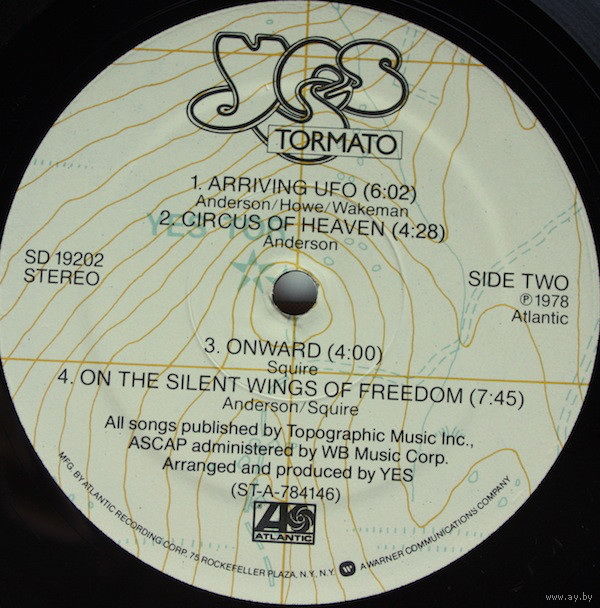 YES
TORMATO
1. ARRIVING UFO (6:02)
Anderson/Howe/Wakeman
2. CIRCUS OF HEAVEN (4:28)
Anderson
YES TOR
SD 19202
STEREO
SIDE TWO
℗1978
Atlantic
3. ONWARD (4:00)
Squire
4. ON THE SILENT WINGS OF FREEDOM (7:45)
Anderson/Squire
All songs published by Topographic Music Inc.,
ASCAP administered by WB Music Corp.
Arranged and produced by YES
(ST-A-784146)
ATLANTIC
MFG. BY ATLANTIC RECORDING CORP. 75 ROCKEFELLER PLAZA, N.Y., N.Y. W A WARNER COMMUNICATIONS COMPANY
www.ay.by